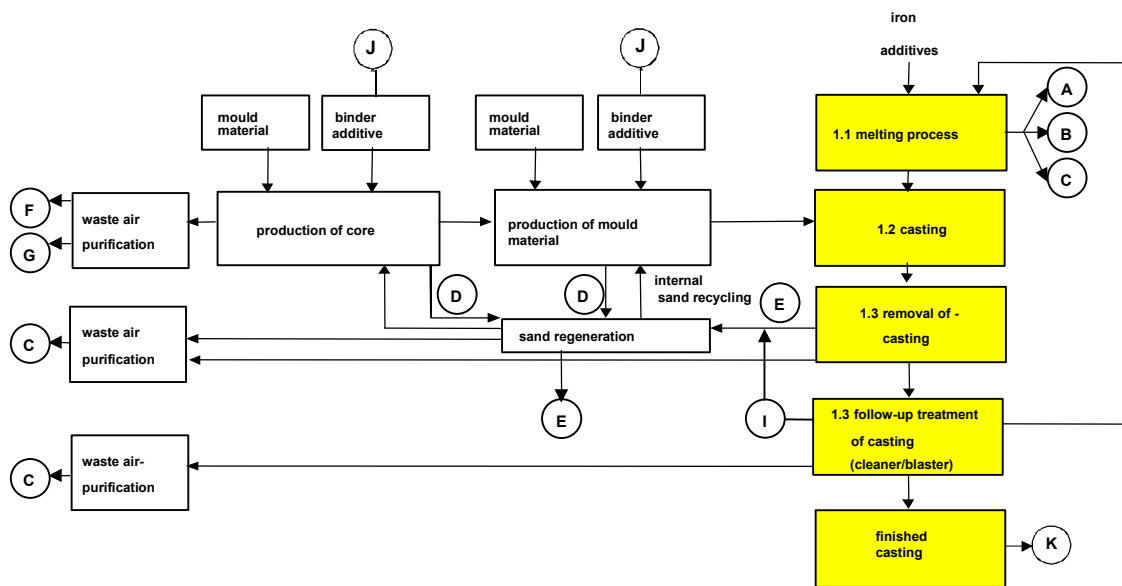 iron
additives
J
J
A
mould
material
binder
additive
mould
material
binder
additive
1.1 melting process
B
C
F
waste air
purification
G
production of core
production of mould
material
1.2 casting
D
D
internal
sand recycling
E
C
waste air
purification
sand regeneration
1.3 removal of -
casting
E
I
1.3 follow-up treatment
of casting
(cleaner/blaster)
C
waste air-
purification
finished
casting
K